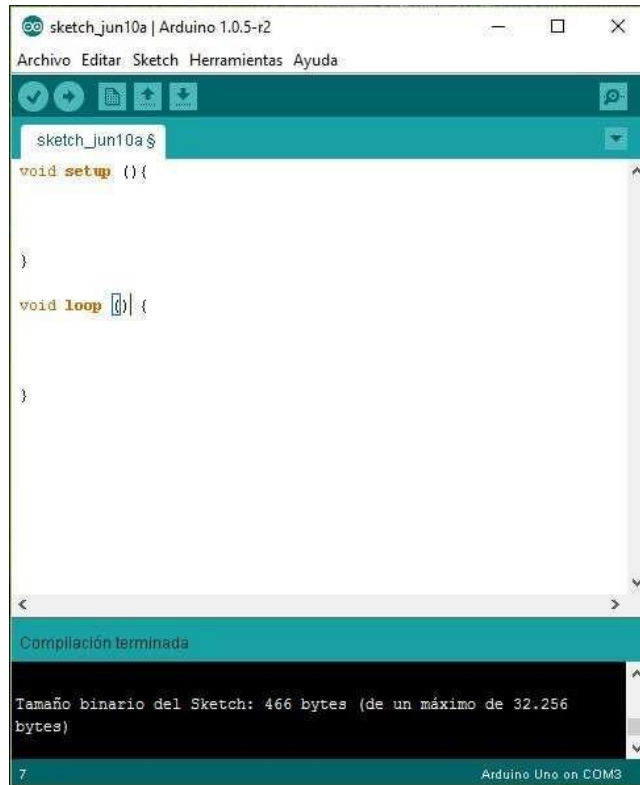 sketch_jun10a | Arduino 1.0.5-r2
Archivo Editar Sketch Herramientas Ayuda
sketch_jun10a §
void setup (){
}
void loop () {
}
Compilación terminada
Tamaño binario del Sketch: 466 bytes (de un máximo de 32.256
bytes)
7
Arduino Uno on COM3